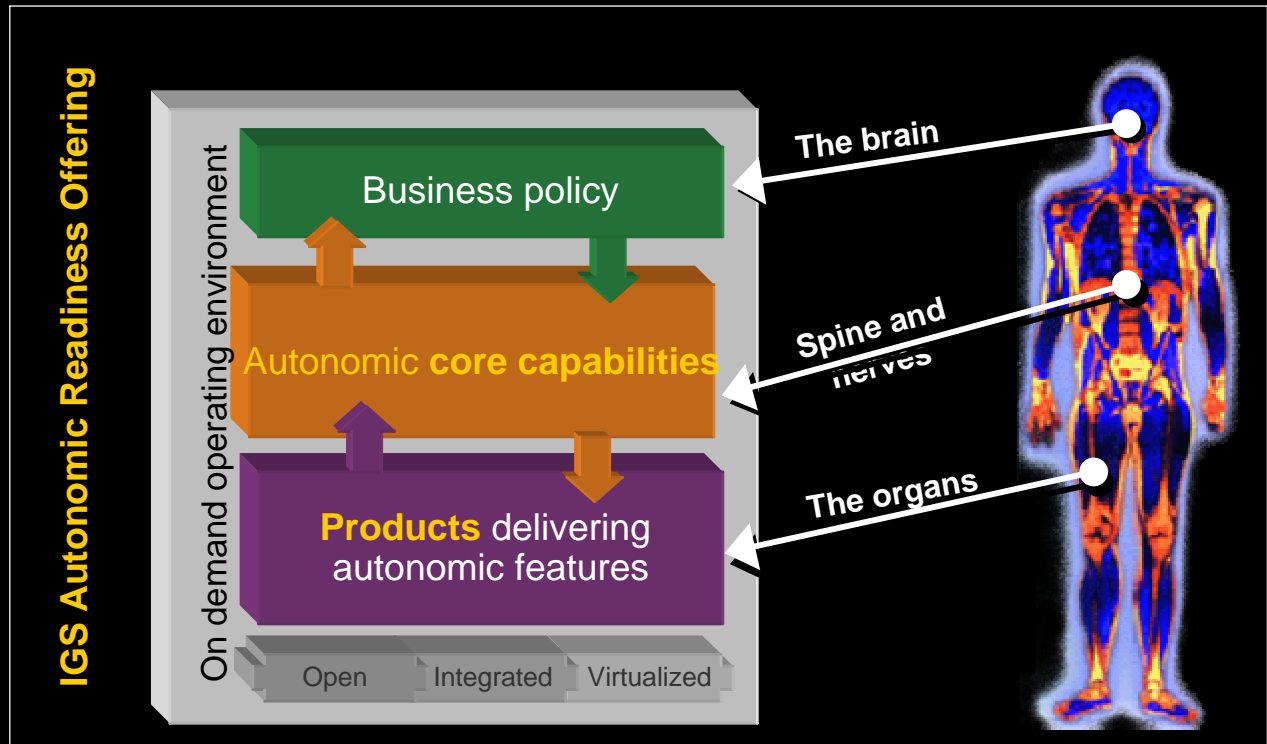 IGS Autonomic Readiness Offering
On demand operating environment
Business policy
Autonomic core capabilities
Products delivering
autonomic features
Open
Integrated
Virtualized
The brain
Spine and
nerves
The organs